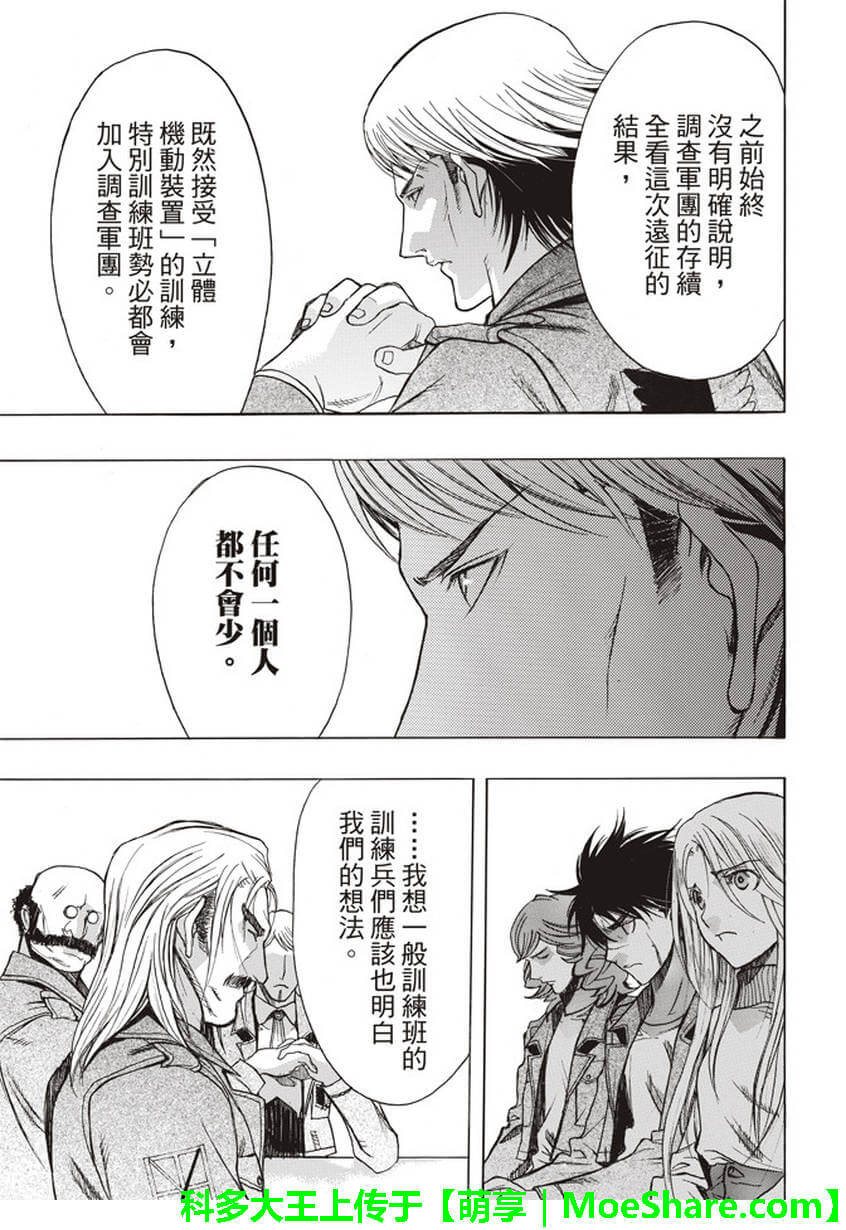 之前始終
沒有明確說明，
調查軍團的存續
全看這次遠征的
結果，
既然接受「立體
機動裝置」的訓練，
特別訓練班勢必都會
加入調查軍團。
任何一個人
都不會少。
……我想一般訓練班的
訓練兵們應該也明白
我們的想法。
科多大王上传于【萌享｜MoeShare.com】